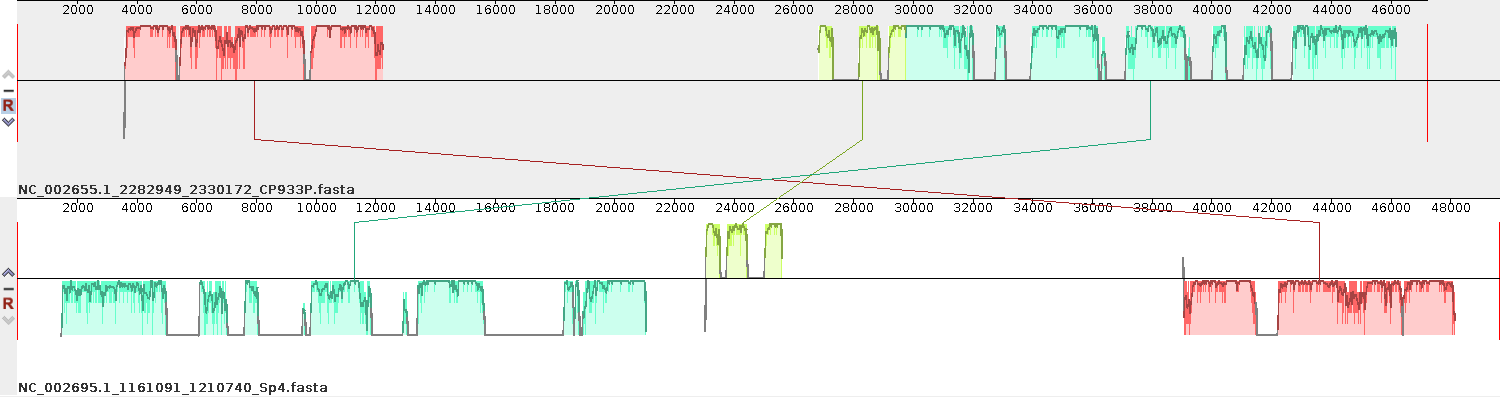 2000 4000 6000 8000 10000 12000 14000 16000 18000 20000 22000 24000 26000 28000 30000 32000 34000 36000 38000 40000 42000 44000 46000
R
NC_002655.1_2282949_2330172_CP933P.fasta
2000 4000 6000 8000 10000 12000 14000 16000 18000 20000 22000 24000 26000 28000 30000 32000 34000 36000 38000 40000 42000 44000 46000 48000
R
NC_002695.1_1161091_1210740_Sp4.fasta